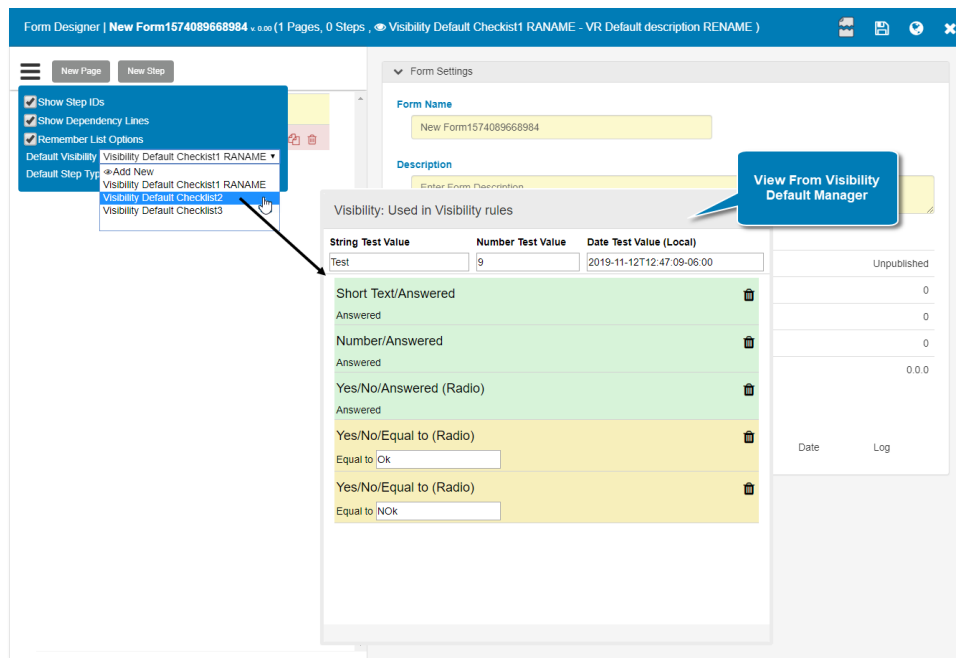 Form Designer | New Form1574089668984 v. 0.00 (1 Pages, 0 Steps , Visibility Default Checkist1 RANAME - VR Default description RENAME )
New Page
New Step
Form Settings
Show Step IDs
Show Dependency Lines
Remember List Options
Default Visibility Visibility Default Checkist1 RANAME
Default Step Typ
Add New
Visibility Default Checkist1 RANAME
Visibility Default Checklist2
Visibility Default Checklist3
Form Name
New Form1574089668984
Description
Enter Form Description
View From Visibility
Default Manager
Visibility: Used in Visibility rules
String Test Value Number Test Value Date Test Value (Local)
Test 9 2019-11-12T12:47:09-06:00
Short Text/Answered
Answered
Number/Answered
Answered
Yes/No/Answered (Radio)
Answered
Yes/No/Equal to (Radio)
Equal to Ok
Yes/No/Equal to (Radio)
Equal to NOk
Unpublished
0
0
0
0.0.0
Date Log